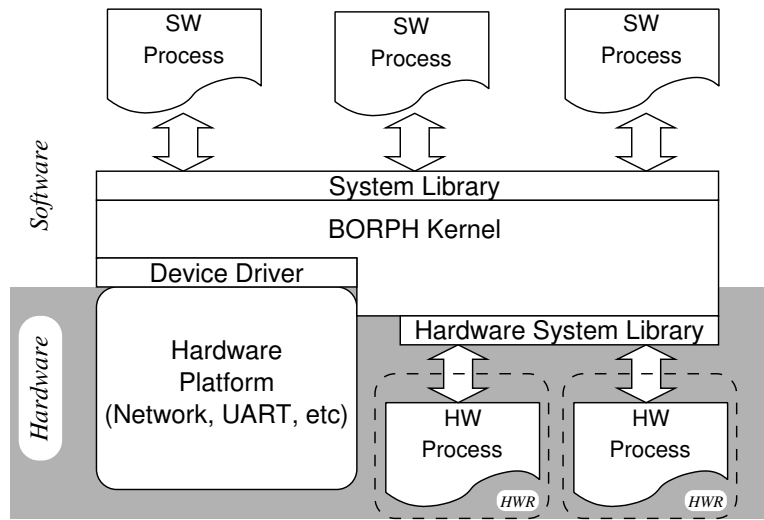 SW
Process
SW
Process
SW
Process
Software
System Library
BORPH Kernel
Device Driver
Hardware System Library
Hardware
Hardware
Platform
(Network, UART, etc)
HW
Process
HWR
HW
Process
HWR